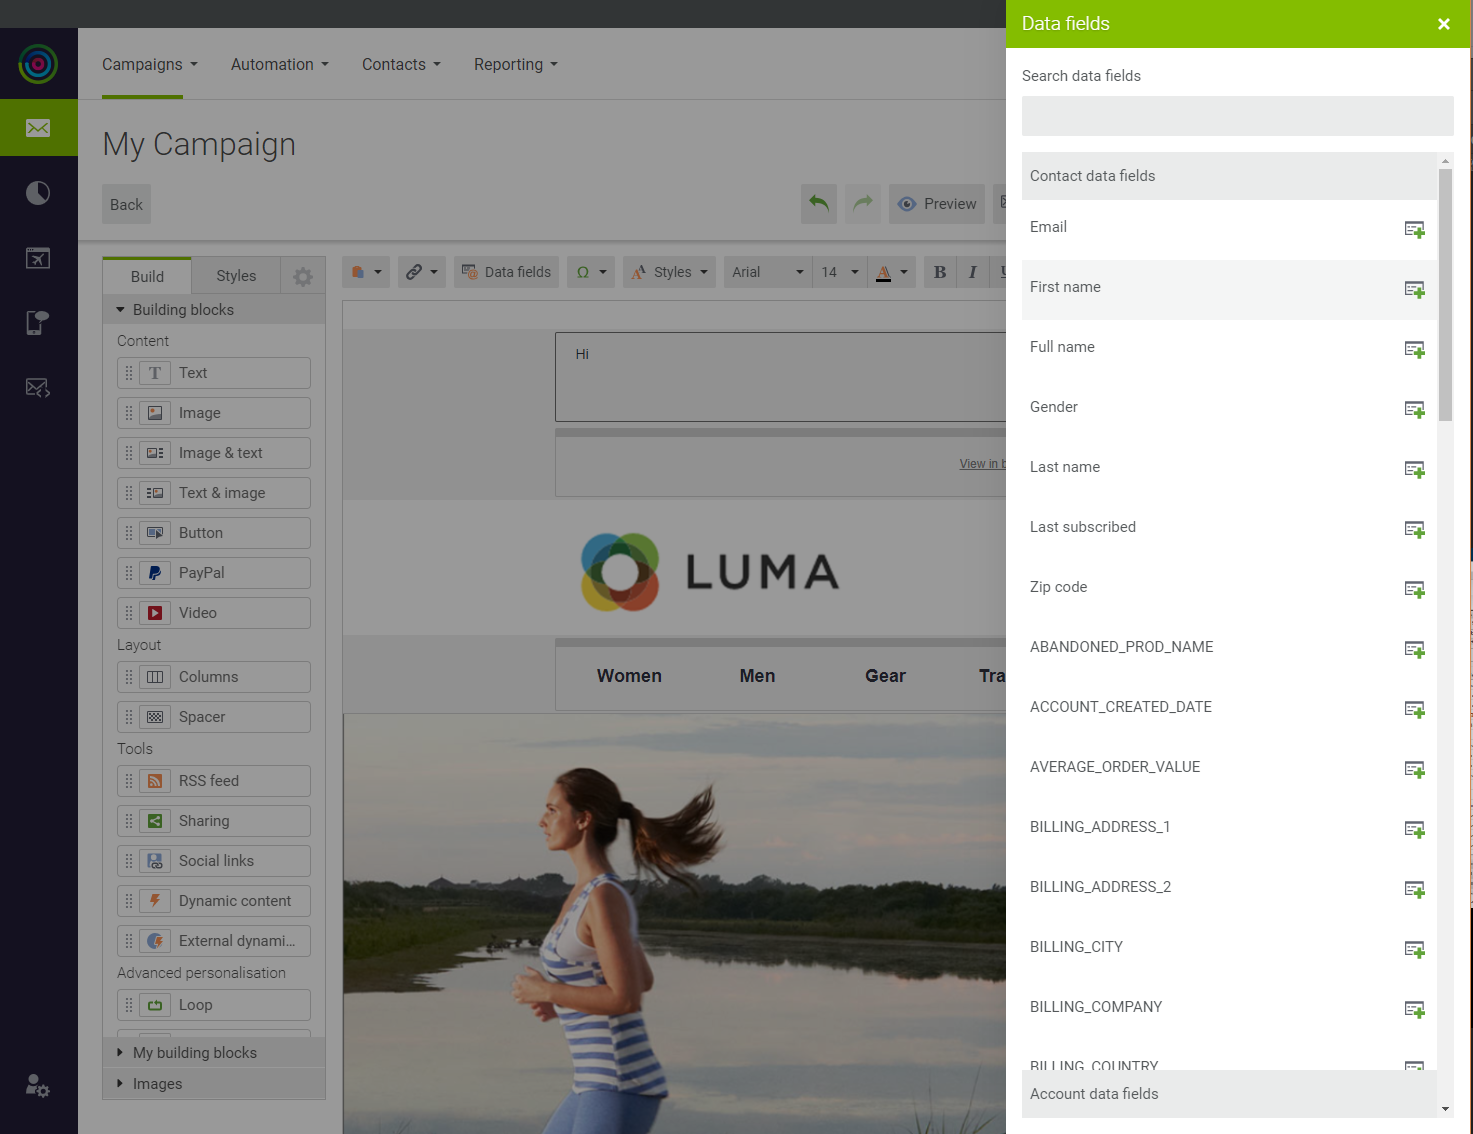 Data fields
Campaigns
Automation
Contacts
Reporting
My Campaign
Back
Preview
Build
Styles
Building blocks
Content
Text
Image
Image & text
Text & image
Button
PayPal
Video
Layout
Columns
Spacer
Tools
RSS feed
Sharing
Social links
Dynamic content
External dynami...
Advanced personalisation
Loop
My building blocks
Images
Data fields
Styles
Arial
14
A
B
I
Hi
View in b
LUMA
Women
Men
Gear
Tra
Search data fields
Contact data fields
Email
First name
Full name
Gender
Last name
Last subscribed
Zip code
ABANDONED_PROD_NAME
ACCOUNT_CREATED_DATE
AVERAGE_ORDER_VALUE
BILLING_ADDRESS_1
BILLING_ADDRESS_2
BILLING_CITY
BILLING_COMPANY
BILLING_COUNTRY
Account data fields